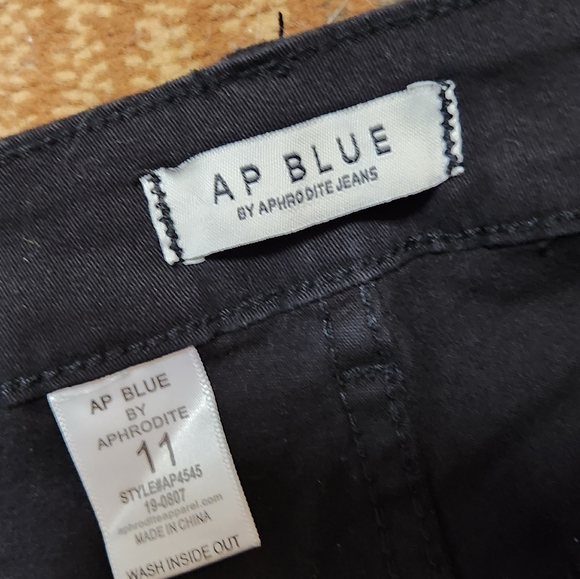 AP BLUE
BY APHRODITE JEANS
AP BLUE
BY
APHRODITE
11
STYLE#AP4545
19-0807
aphroditeapparel.com
MADE IN CHINA
WASH INSIDE OUT